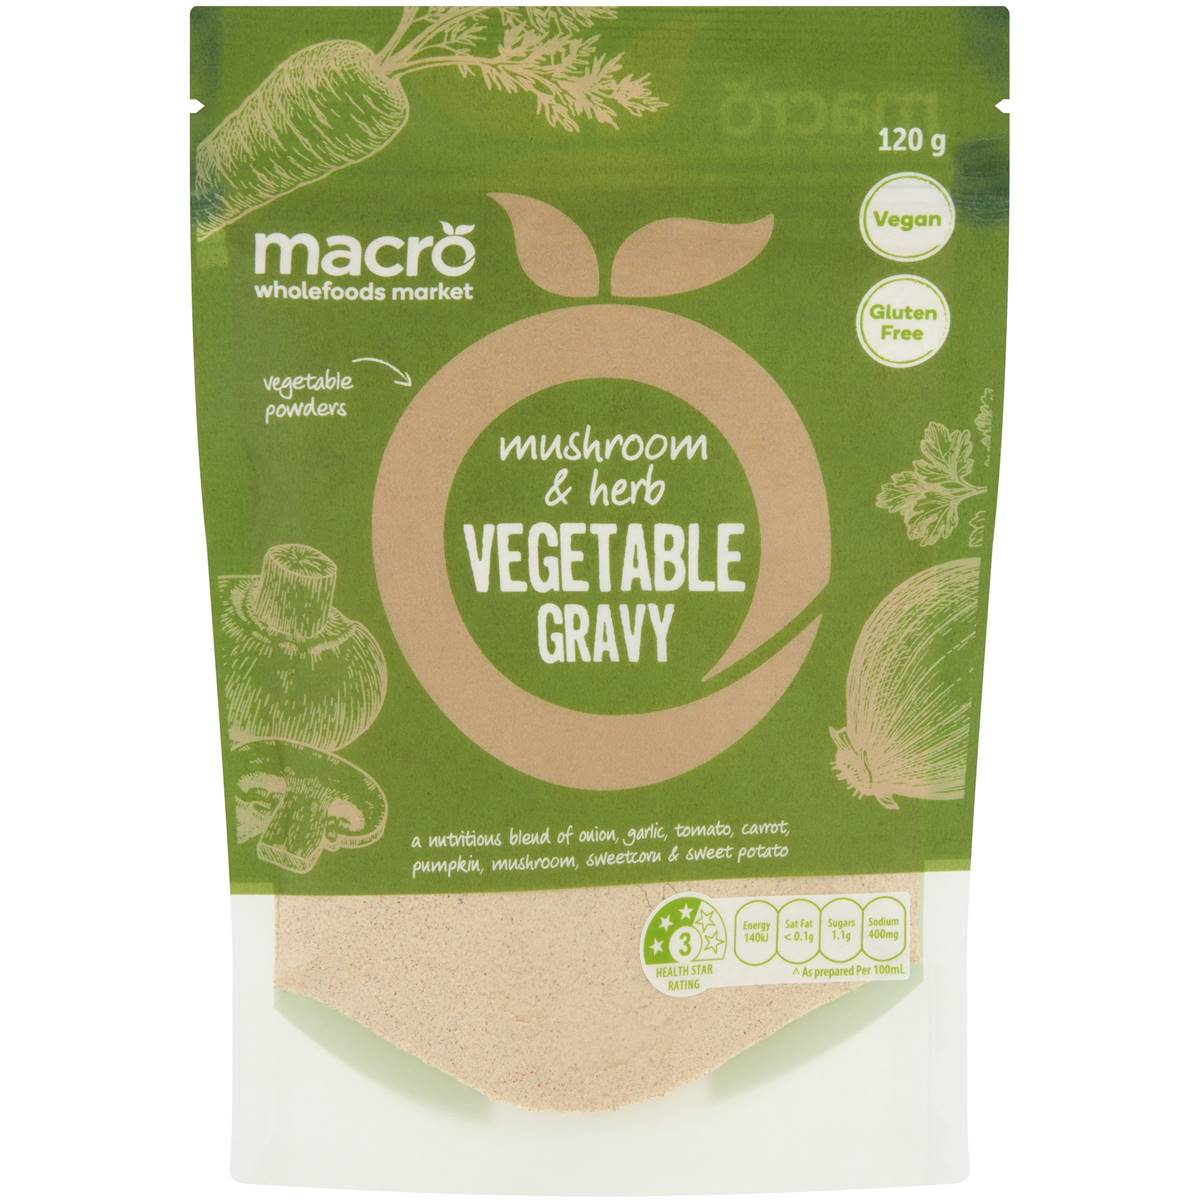 macro
120 g
Vegan
macro
wholefoods market
Gluten
Free
vegetable
powders
mushroom
& herb
VEGETABLE
GRAVY
a nutritious blend of onion, garlic, tomato, carrot,
pumpkin, mushroom, sweetcorn & sweet potato
3
HEALTH STAR
RATING
Energy
140kJ
Sat Fat
< 0.1g
Sugars
1.1g
Sodium
400mg
^ As prepared Per 100mL